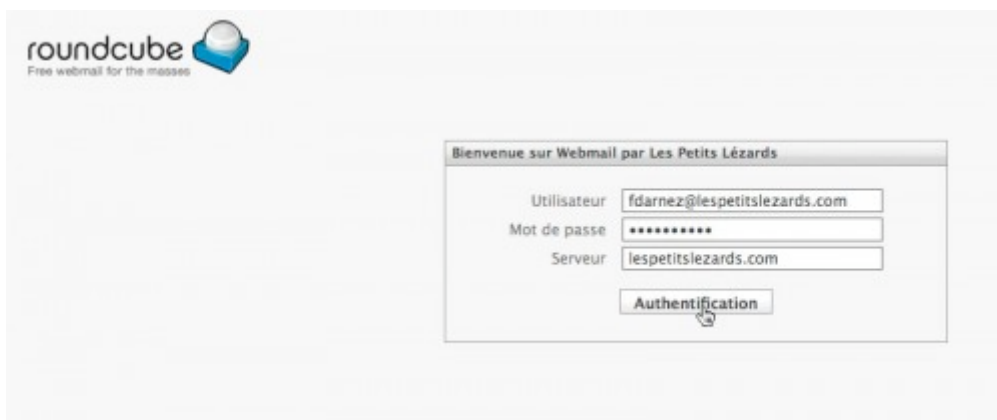 roundcube
Free webmail for the masses
Bienvenue sur Webmail par Les Petits Lézards
Utilisateur fdarnez@lespetitslezards.com
Mot de passe ••••••••••
Serveur lespetitslezards.com
Authentification